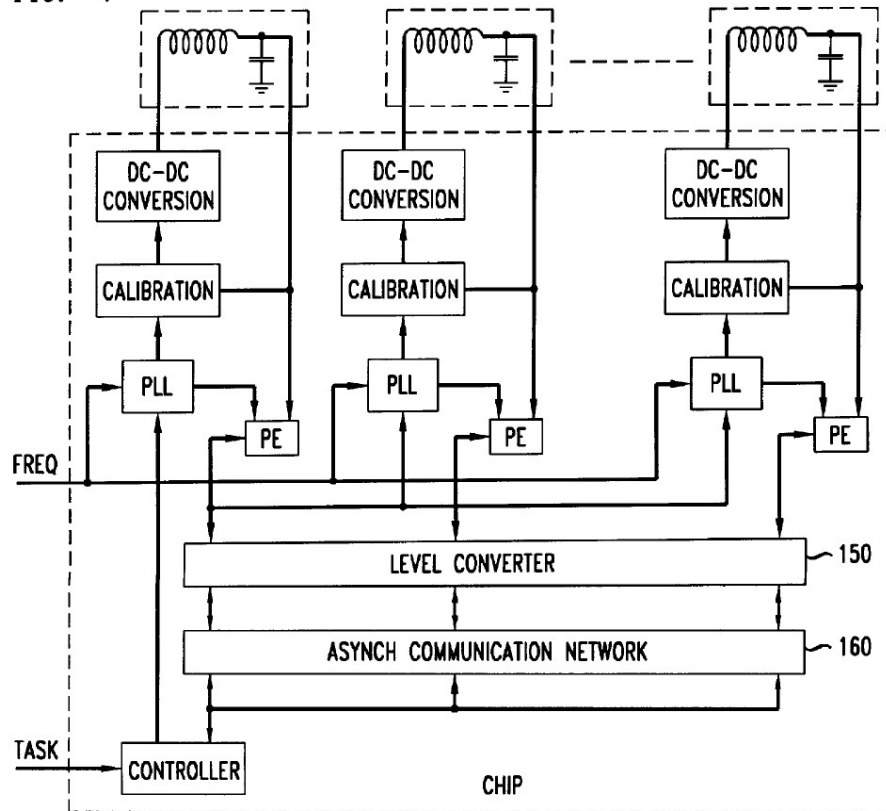 DC-DC CONVERSION
DC-DC CONVERSION
DC-DC CONVERSION
CALIBRATION
CALIBRATION
CALIBRATION
PLL
PLL
PLL
PE
PE
PE
FREQ
LEVEL CONVERTER
150
ASYNCH COMMUNICATION NETWORK
160
TASK
CONTROLLER
CHIP